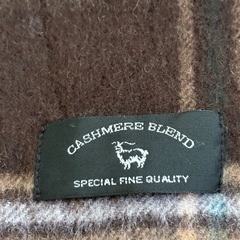 CASHMERE BLEND
SPECIAL FINE QUALITY